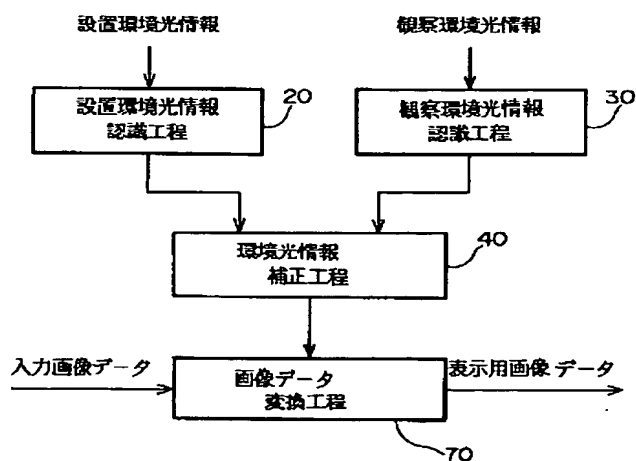 設置環境光情報
観察環境光情報
設置環境光情報
認識工程
20
観察環境光情報
認識工程
30
環境光情報
補正工程
40
入力画像データ
画像データ
変換工程
表示用画像データ
70